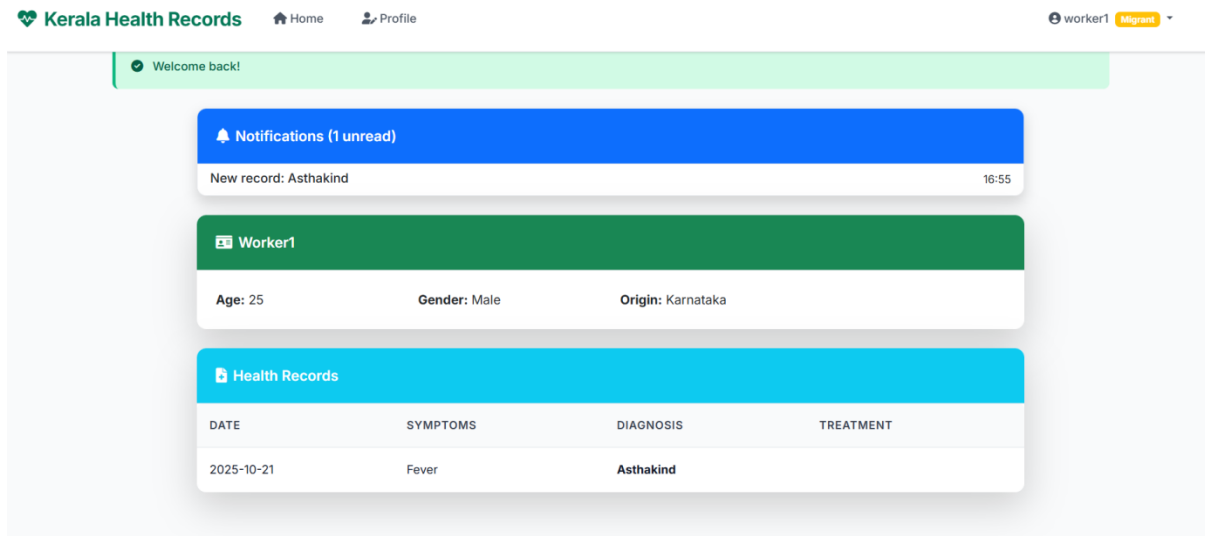 Kerala Health Records Home Profile worker1 Migrant
Welcome back!
Notifications (1 unread)
New record: Asthakind 16:55
Worker1
Age: 25 Gender: Male Origin: Karnataka
Health Records
DATE SYMPTOMS DIAGNOSIS TREATMENT
2025-10-21 Fever Asthakind